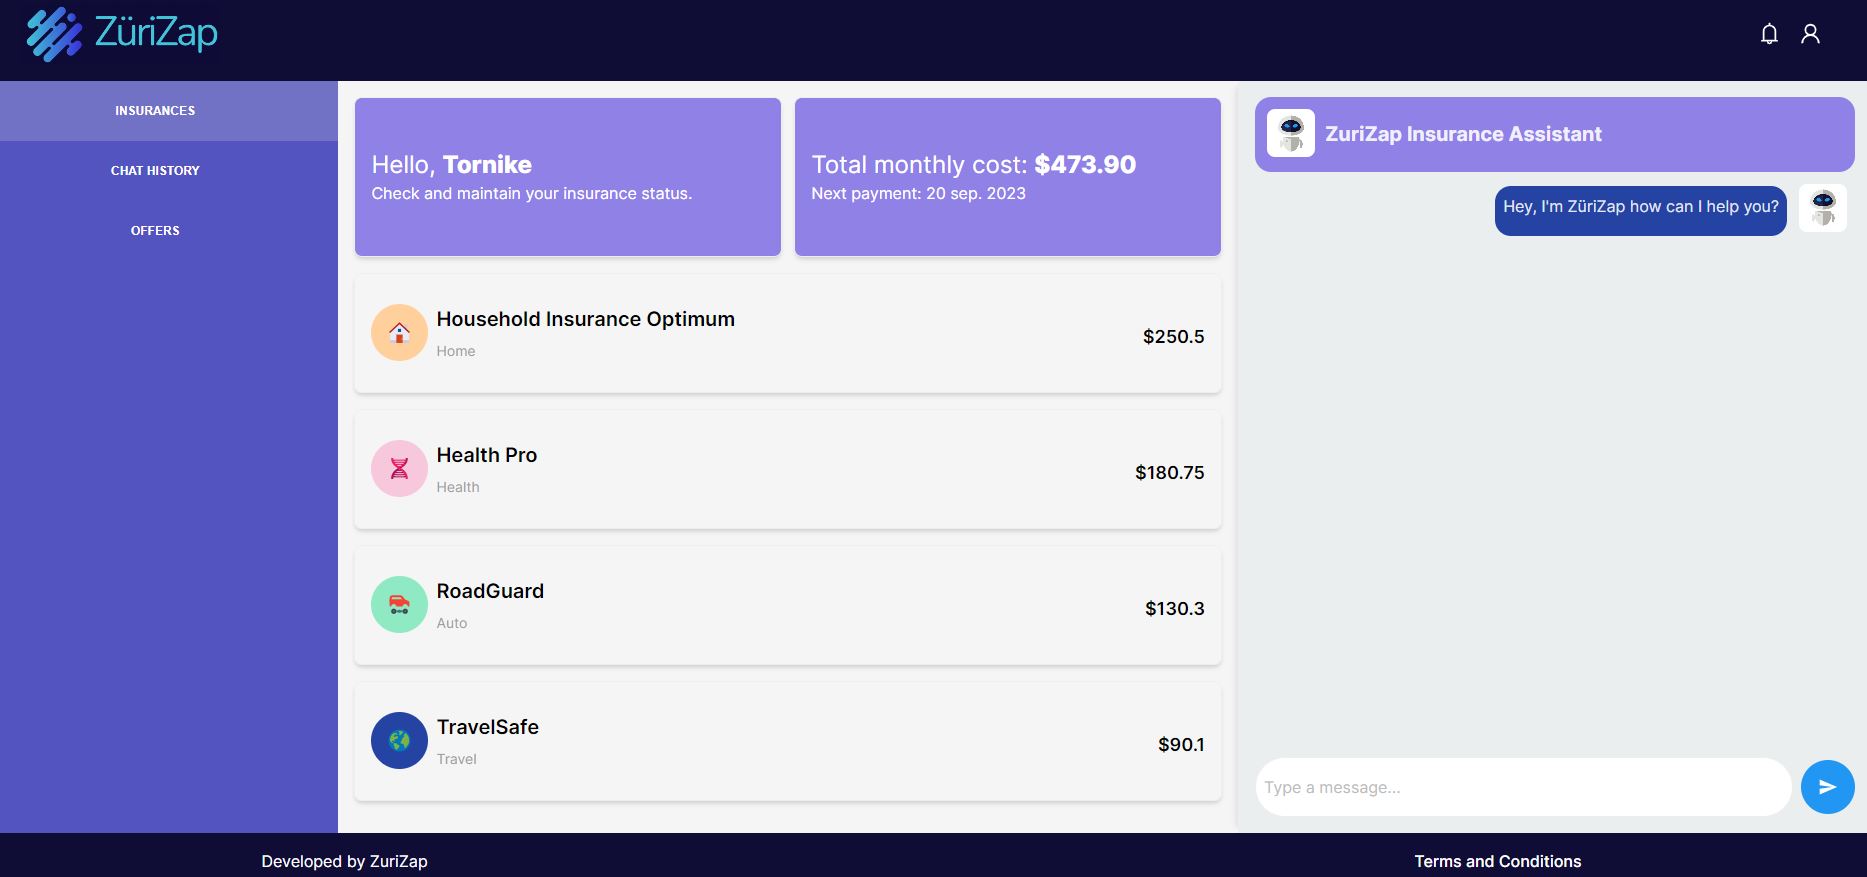 ZüriZap
INSURANCES
CHAT HISTORY
OFFERS
Hello, Tornike
Check and maintain your insurance status.
Total monthly cost: $473.90
Next payment: 20 sep. 2023
Household Insurance Optimum
Home
$250.5
Health Pro
Health
$180.75
RoadGuard
Auto
$130.3
TravelSafe
Travel
$90.1
ZuriZap Insurance Assistant
Hey, I'm ZüriZap how can I help you?
Type a message...
Developed by ZuriZap
Terms and Conditions